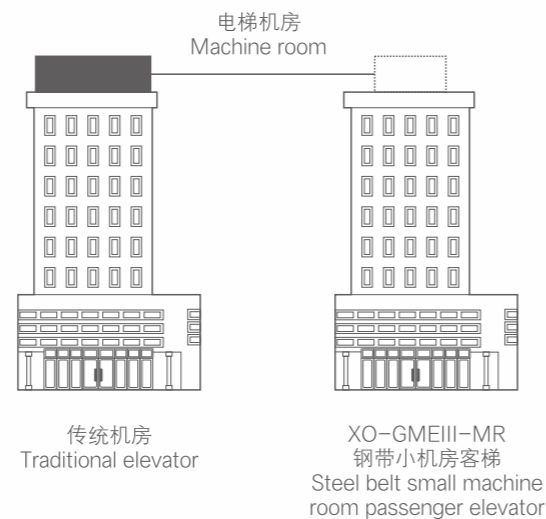 电梯机房
Machine room
传统机房
Traditional elevator
XO-GMEIII-MR
钢带小机房客梯
Steel belt small machine
room passenger elevator